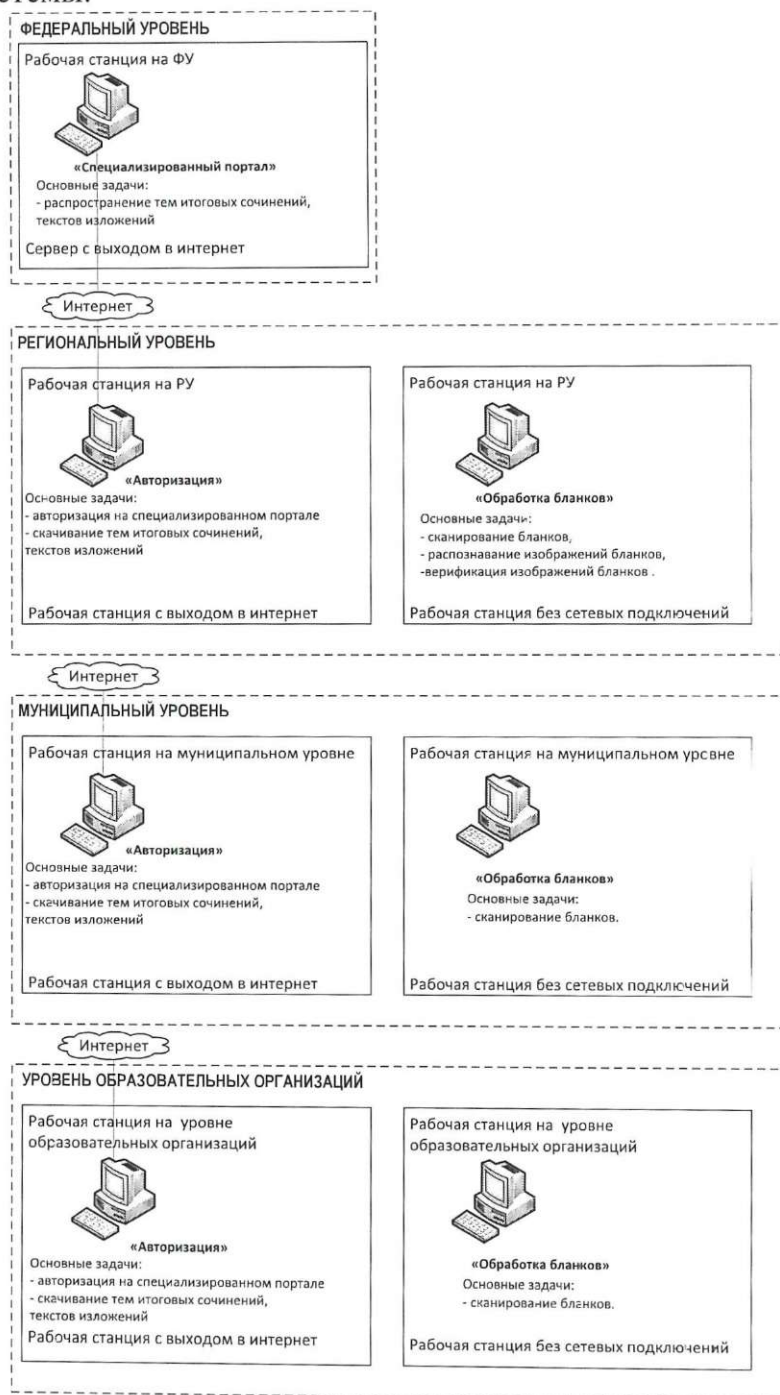 ФЕДЕРАЛЬНЫЙ УРОВЕНЬ
Рабочая станция на ФУ
«Специализированный портал»
Основные задачи:
- распространение тем итоговых сочинений,
текстов изложений
Сервер с выходом в интернет
Интернет
РЕГИОНАЛЬНЫЙ УРОВЕНЬ
Рабочая станция на РУ
«Авторизация»
Основные задачи:
- авторизация на специализированном портале
- скачивание тем итоговых сочинений,
текстов изложений
Рабочая станция с выходом в интернет
Рабочая станция на РУ
«Обработка бланков»
Основные задачи:
- сканирование бланков,
- распознавание изображений бланков,
-верификация изображений бланков .
Рабочая станция без сетевых подключений
Интернет
МУНИЦИПАЛЬНЫЙ УРОВЕНЬ
Рабочая станция на муниципальном уровне
«Авторизация»
Основные задачи:
- авторизация на специализированном портале
- скачивание тем итоговых сочинений,
текстов изложений
Рабочая станция с выходом в интернет
Рабочая станция на муниципальном уровне
«Обработка бланков»
Основные задачи:
- сканирование бланков.
Рабочая станция без сетевых подключений
Интернет
УРОВЕНЬ ОБРАЗОВАТЕЛЬНЫХ ОРГАНИЗАЦИЙ
Рабочая станция на уровне
образовательных организаций
«Авторизация»
Основные задачи:
- авторизация на специализированном портале
- скачивание тем итоговых сочинений,
текстов изложений
Рабочая станция с выходом в интернет
Рабочая станция на уровне
образовательных организаций
«Обработка бланков»
Основные задачи:
- сканирование бланков.
Рабочая станция без сетевых подключений